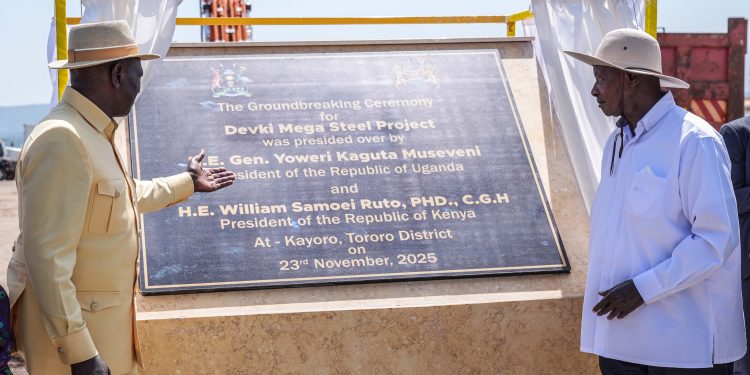 The Groundbreaking Ceremony
for
Devki Mega Steel Project
was presided over by
.E. Gen. Yoweri Kaguta Museveni
resident of the Republic of Uganda
and
H.E. William Samoei Ruto, PHD., C.G.H
President of the Republic of Kenya
At - Kayoro, Tororo District
on
23rd November, 2025